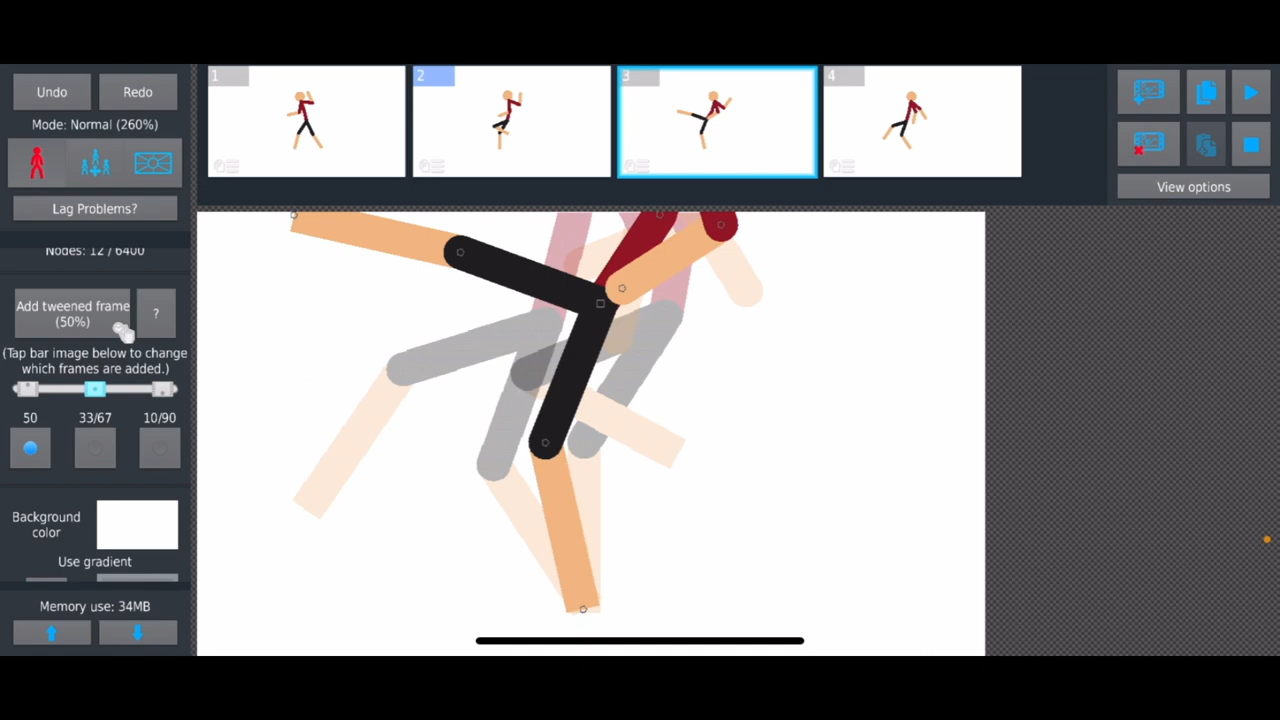 Undo
Redo
Mode: Normal (260%)
Lag Problems?
Nodes: 12 / 6400
Add tweened frame
(50%)
?
(Tap bar image below to change
which frames are added.)
50
33/67
10/90
Background
color
Use gradient
Memory use: 34MB
1
2
3
4
View options